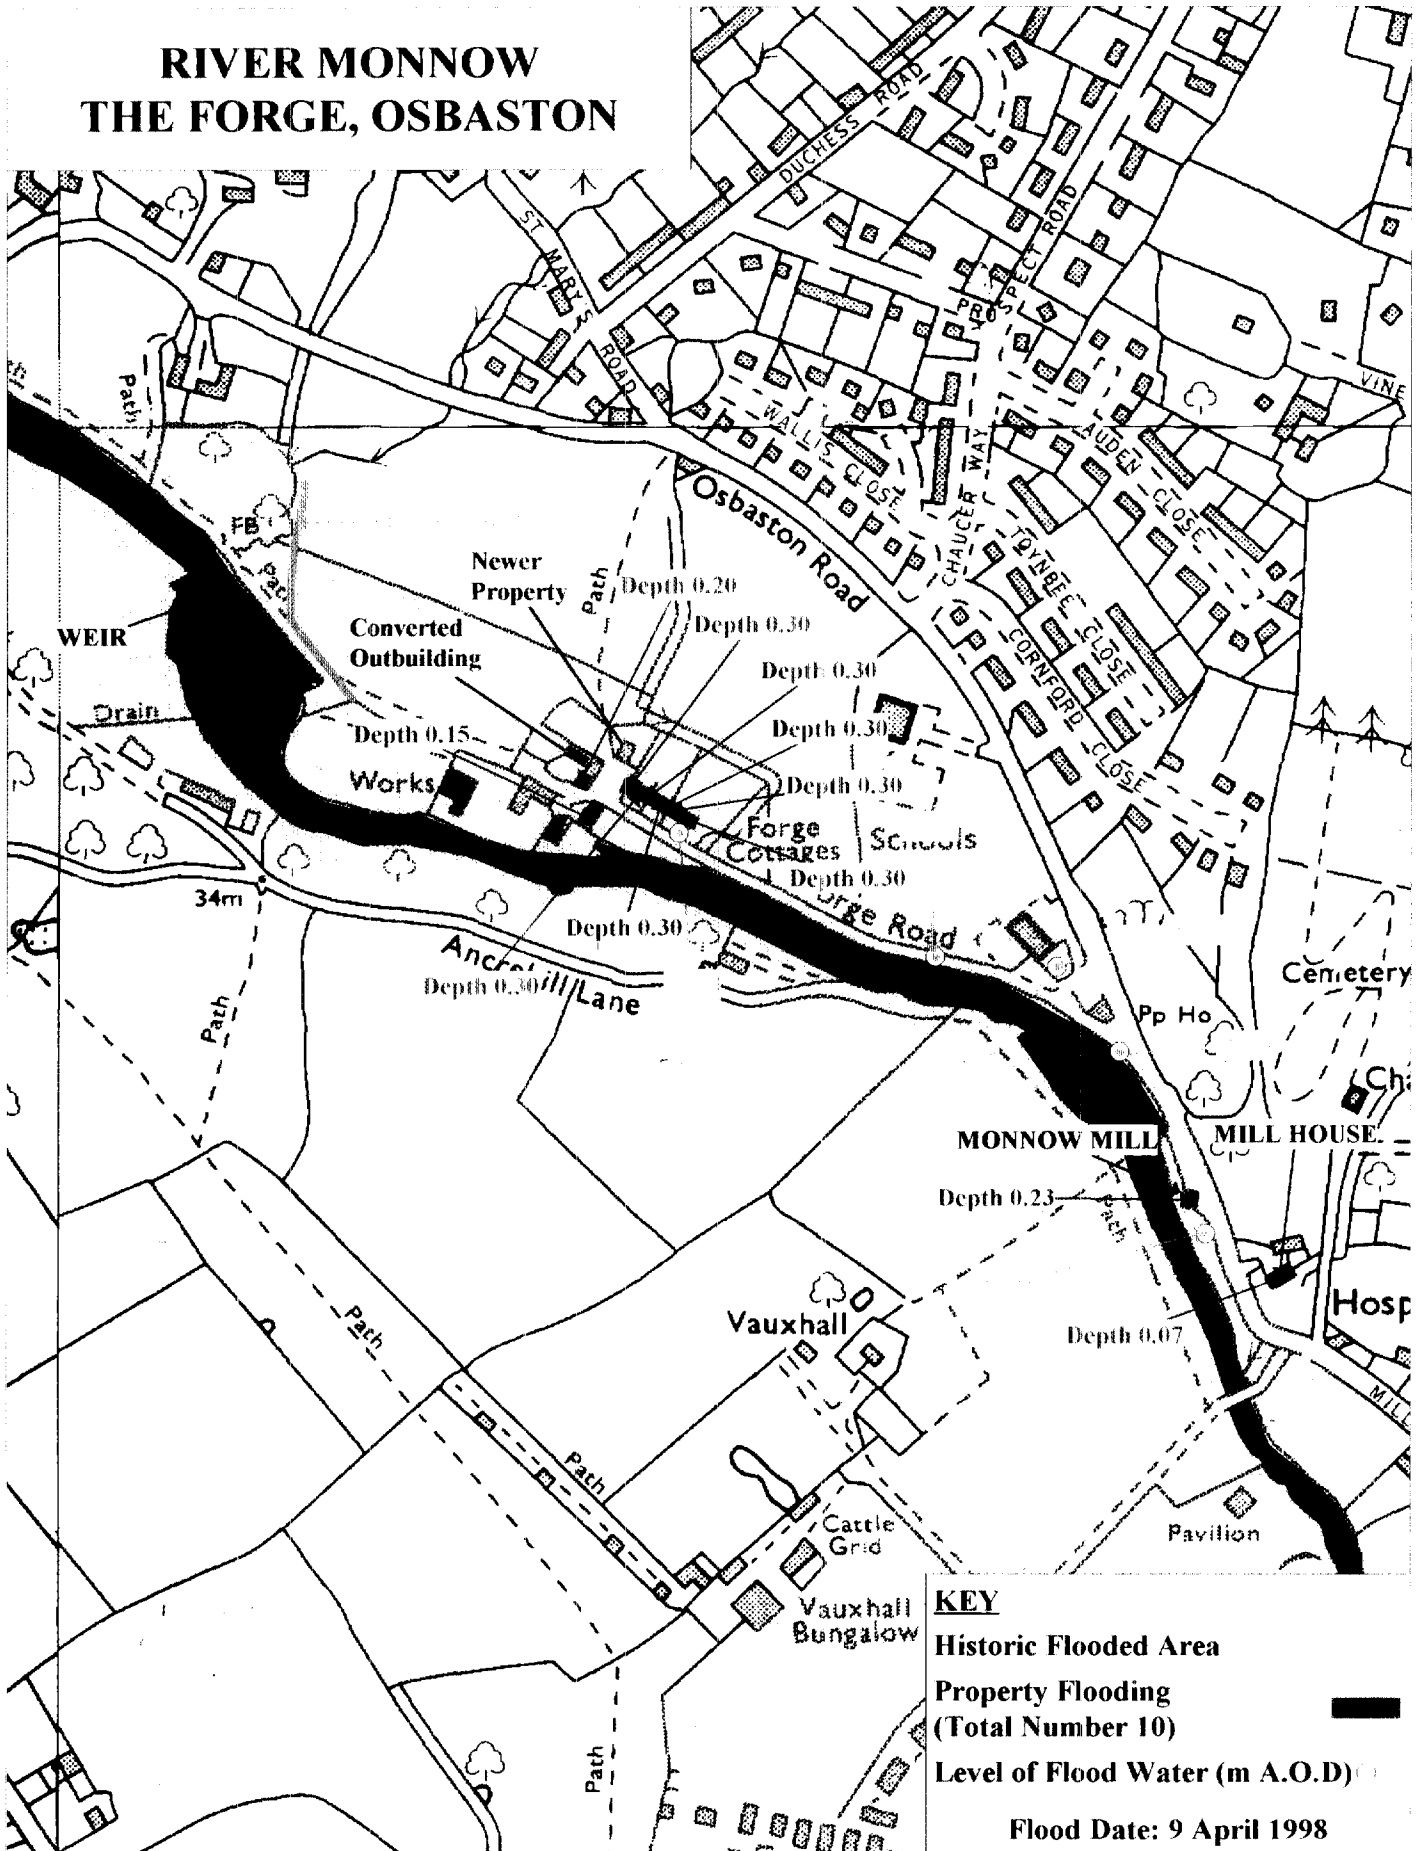 RIVER MONNOW
THE FORGE, OSBASTON
DUCHESS ROAD
ST MARY'S ROAD
PROSPECT ROAD
VINE
Path
WALLIS CLOSE
CHAUCER WAY
AUDEN CLOSE
TOYNBEE CLOSE
CORNFORD CLOSE
Osbaston Road
FB
Path
Newer
Property
Path
Depth 0.20
WEIR
Converted
Outbuilding
Depth 0.30
Depth 0.30
Drain
Depth 0.15
Depth 0.30
Works
Depth 0.30
Forge
Cottages
Schools
Depth 0.30
34m
Forge Road
Depth 0.30
Ancrehill Lane
Depth 0.30
Path
Cemetery
Pp Ho
Cha
MONNOW MILL
MILL HOUSE
Depth 0.23
Path
Hosp
Vauxhall
Depth 0.07
Path
MILL
Path
Cattle
Grid
Pavilion
Vauxhall
Bungalow
Path
KEY
Historic Flooded Area
Property Flooding
(Total Number 10)
Level of Flood Water (m A.O.D)
Flood Date: 9 April 1998